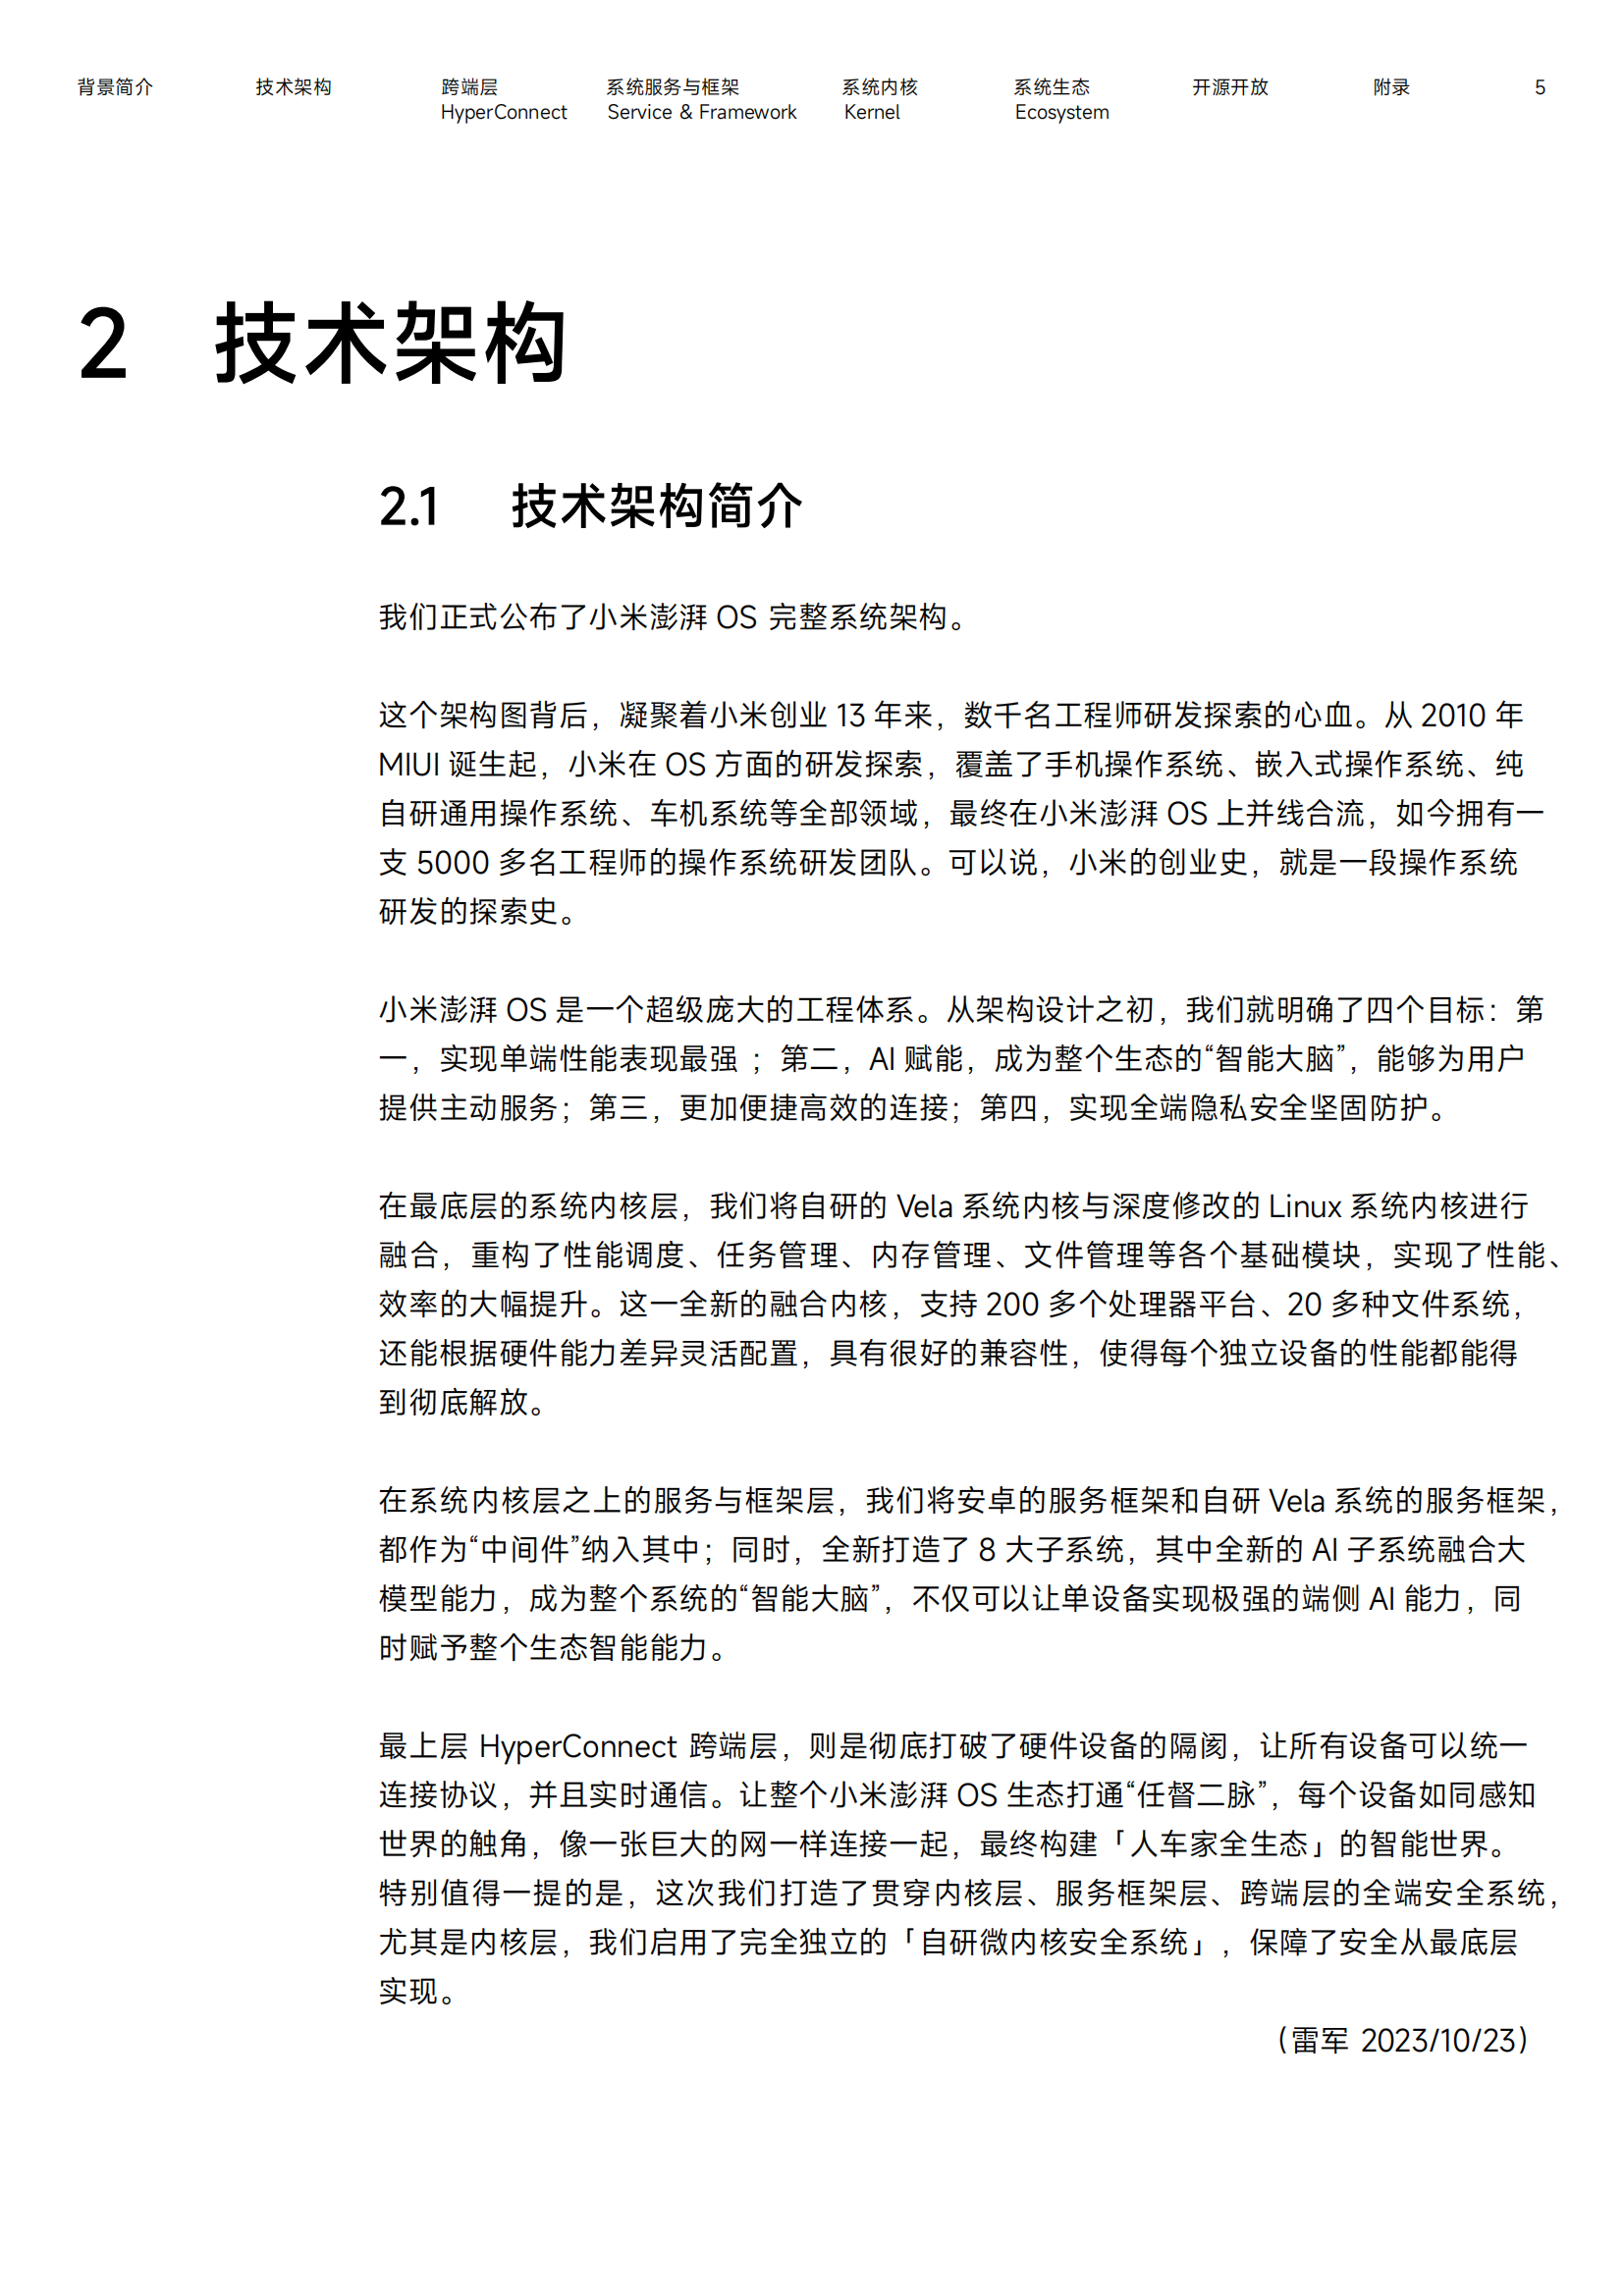 背景简介 技术架构 跨端层 系统服务与框架 系统内核 系统生态 开源开放 附录 5
HyperConnect Service & Framework Kernel Ecosystem
2 技术架构
2.1 技术架构简介
我们正式公布了小米澎湃 OS 完整系统架构。
这个架构图背后，凝聚着小米创业 13 年来，数千名工程师研发探索的心血。从 2010 年
MIUI 诞生起，小米在 OS 方面的研发探索，覆盖了手机操作系统、嵌入式操作系统、纯
自研通用操作系统、车机系统等全部领域，最终在小米澎湃 OS 上并线合流，如今拥有一
支 5000 多名工程师的操作系统研发团队。可以说，小米的创业史，就是一段操作系统
研发的探索史。
小米澎湃 OS 是一个超级庞大的工程体系。从架构设计之初，我们就明确了四个目标：第
一，实现单端性能表现最强 ；第二，AI 赋能，成为整个生态的“智能大脑”，能够为用户
提供主动服务；第三，更加便捷高效的连接；第四，实现全端隐私安全坚固防护。
在最底层的系统内核层，我们将自研的 Vela 系统内核与深度修改的 Linux 系统内核进行
融合，重构了性能调度、任务管理、内存管理、文件管理等各个基础模块，实现了性能、
效率的大幅提升。这一全新的融合内核，支持 200 多个处理器平台、20 多种文件系统，
还能根据硬件能力差异灵活配置，具有很好的兼容性，使得每个独立设备的性能都能得
到彻底解放。
在系统内核层之上的服务与框架层，我们将安卓的服务框架和自研 Vela 系统的服务框架，
都作为“中间件”纳入其中；同时，全新打造了 8 大子系统，其中全新的 AI 子系统融合大
模型能力，成为整个系统的“智能大脑”，不仅可以让单设备实现极强的端侧 AI 能力，同
时赋予整个生态智能能力。
最上层 HyperConnect 跨端层，则是彻底打破了硬件设备的隔阂，让所有设备可以统一
连接协议，并且实时通信。让整个小米澎湃 OS 生态打通“任督二脉”，每个设备如同感知
世界的触角，像一张巨大的网一样连接一起，最终构建「人车家全生态」的智能世界。
特别值得一提的是，这次我们打造了贯穿内核层、服务框架层、跨端层的全端安全系统，
尤其是内核层，我们启用了完全独立的「自研微内核安全系统」，保障了安全从最底层
实现。
（雷军 2023/10/23）